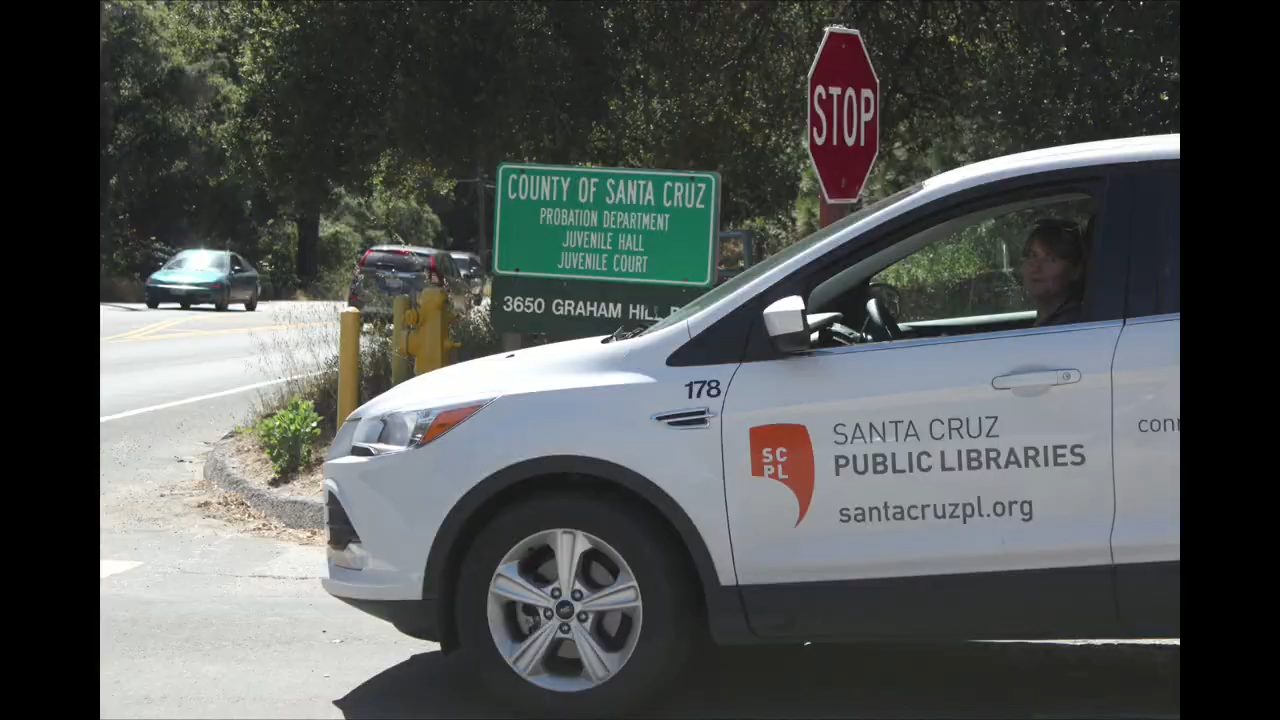 STOP
COUNTY OF SANTA CRUZ
PROBATION DEPARTMENT
JUVENILE HALL
JUVENILE COURT
3650 GRAHAM HILL
178
SC
PL
SANTA CRUZ
PUBLIC LIBRARIES
santacruzpl.org
conn